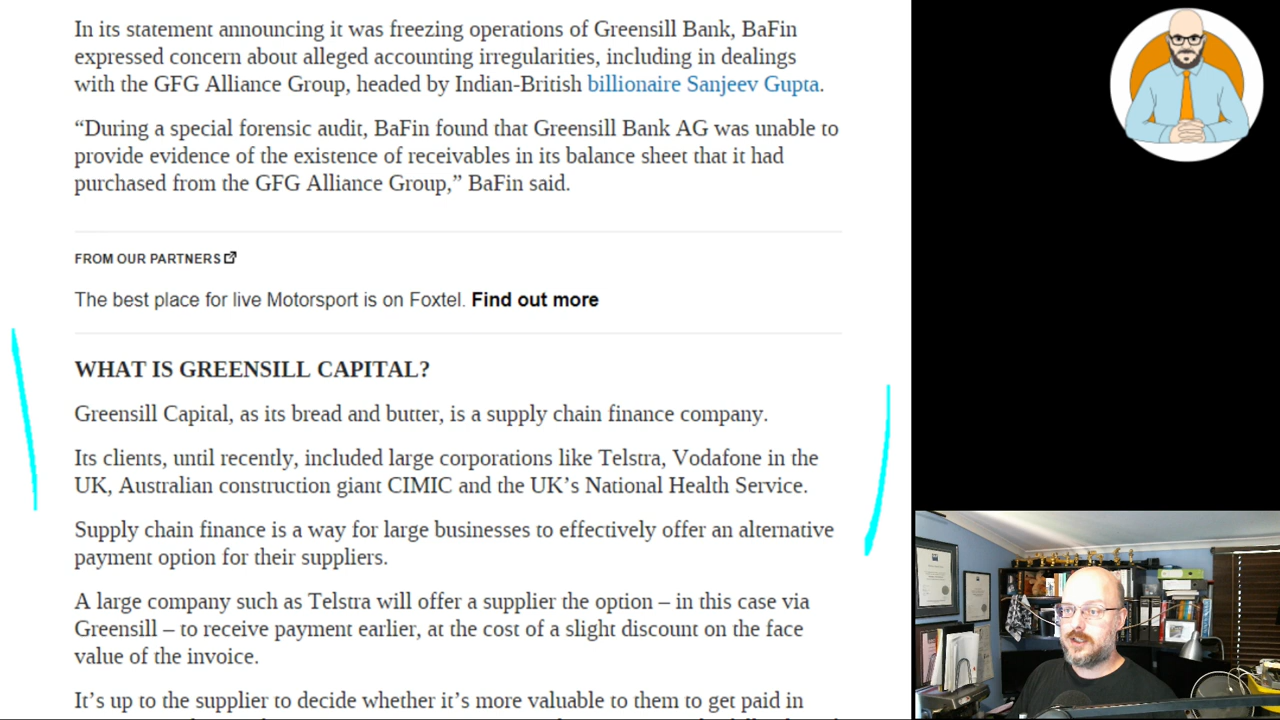 In its statement announcing it was freezing operations of Greensill Bank, BaFin
expressed concern about alleged accounting irregularities, including in dealings
with the GFG Alliance Group, headed by Indian-British billionaire Sanjeev Gupta.
“During a special forensic audit, BaFin found that Greensill Bank AG was unable to
provide evidence of the existence of receivables in its balance sheet that it had
purchased from the GFG Alliance Group,” BaFin said.
FROM OUR PARTNERS
The best place for live Motorsport is on Foxtel. Find out more
WHAT IS GREENSILL CAPITAL?
Greensill Capital, as its bread and butter, is a supply chain finance company.
Its clients, until recently, included large corporations like Telstra, Vodafone in the
UK, Australian construction giant CIMIC and the UK’s National Health Service.
Supply chain finance is a way for large businesses to effectively offer an alternative
payment option for their suppliers.
A large company such as Telstra will offer a supplier the option – in this case via
Greensill – to receive payment earlier, at the cost of a slight discount on the face
value of the invoice.
It’s up to the supplier to decide whether it’s more valuable to them to get paid in